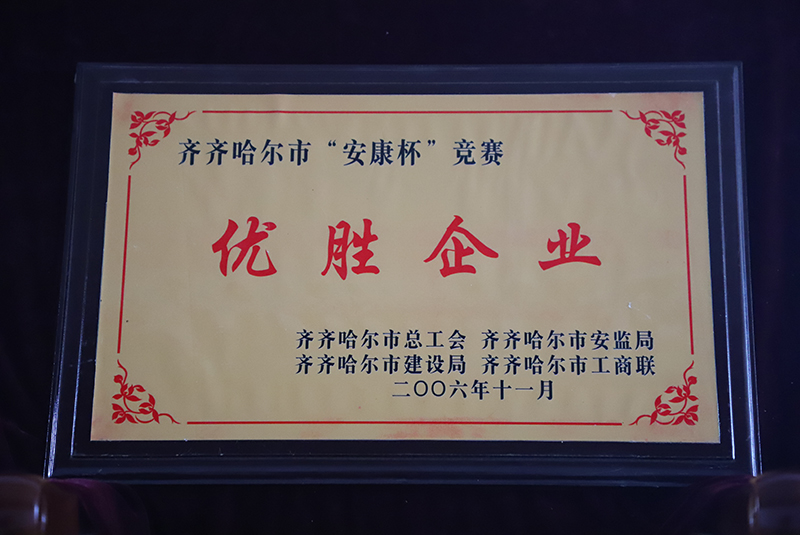 齐齐哈尔市“安康杯”竞赛
优胜企业
齐齐哈尔市总工会 齐齐哈尔市安监局
齐齐哈尔市建设局 齐齐哈尔市工商联
二〇〇六年十一月